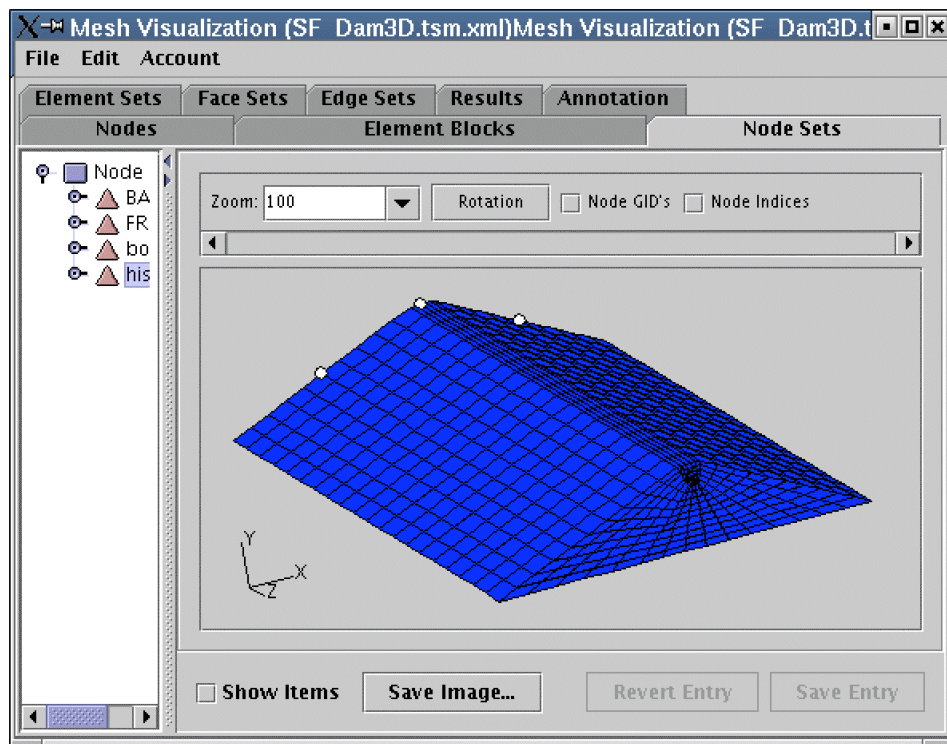 Mesh Visualization (SF Dam3D.tsm.xml)Mesh Visualization (SF Dam3D.t
File Edit Account
Element Sets Face Sets Edge Sets Results Annotation
Nodes Element Blocks Node Sets
Node
BA
FR
bo
his
Zoom: 100 Rotation Node GID's Node Indices
Y
X
Z
Show Items Save Image... Revert Entry Save Entry